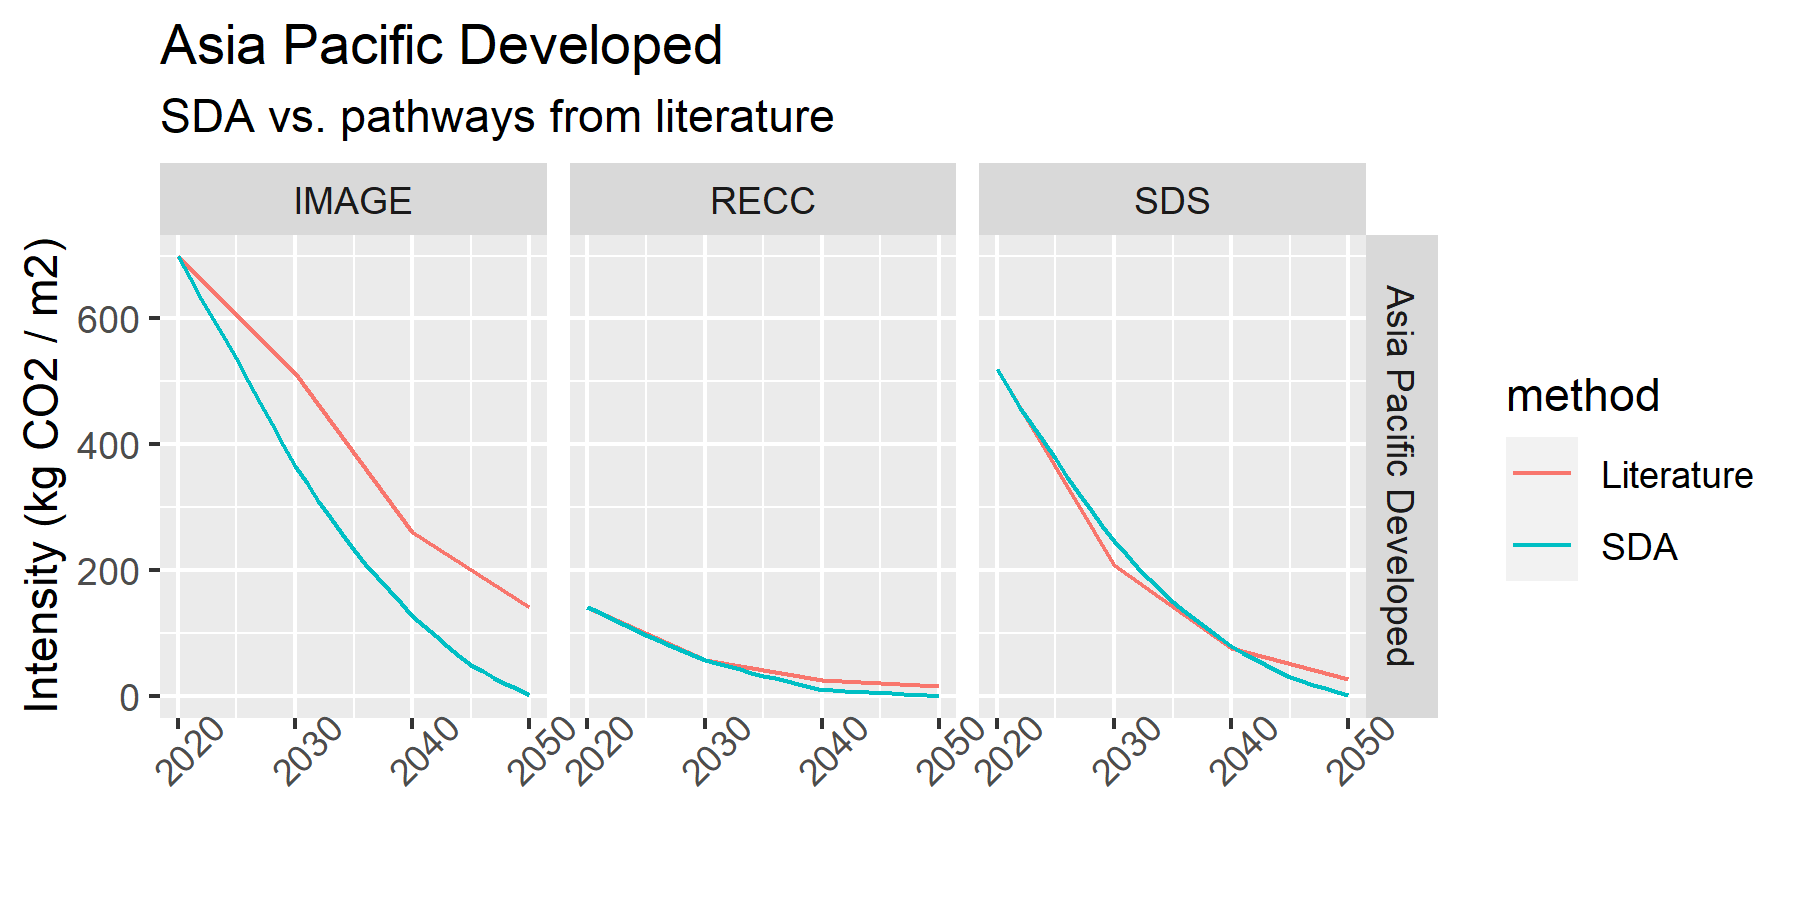 Asia Pacific Developed
SDA vs. pathways from literature
IMAGE
RECC
SDS
Intensity (kg CO2 / m2)
600
400
200
0
2020
2030
2040
2050
2020
2030
2040
2050
2020
2030
2040
2050
Asia Pacific Developed
method
Literature
SDA